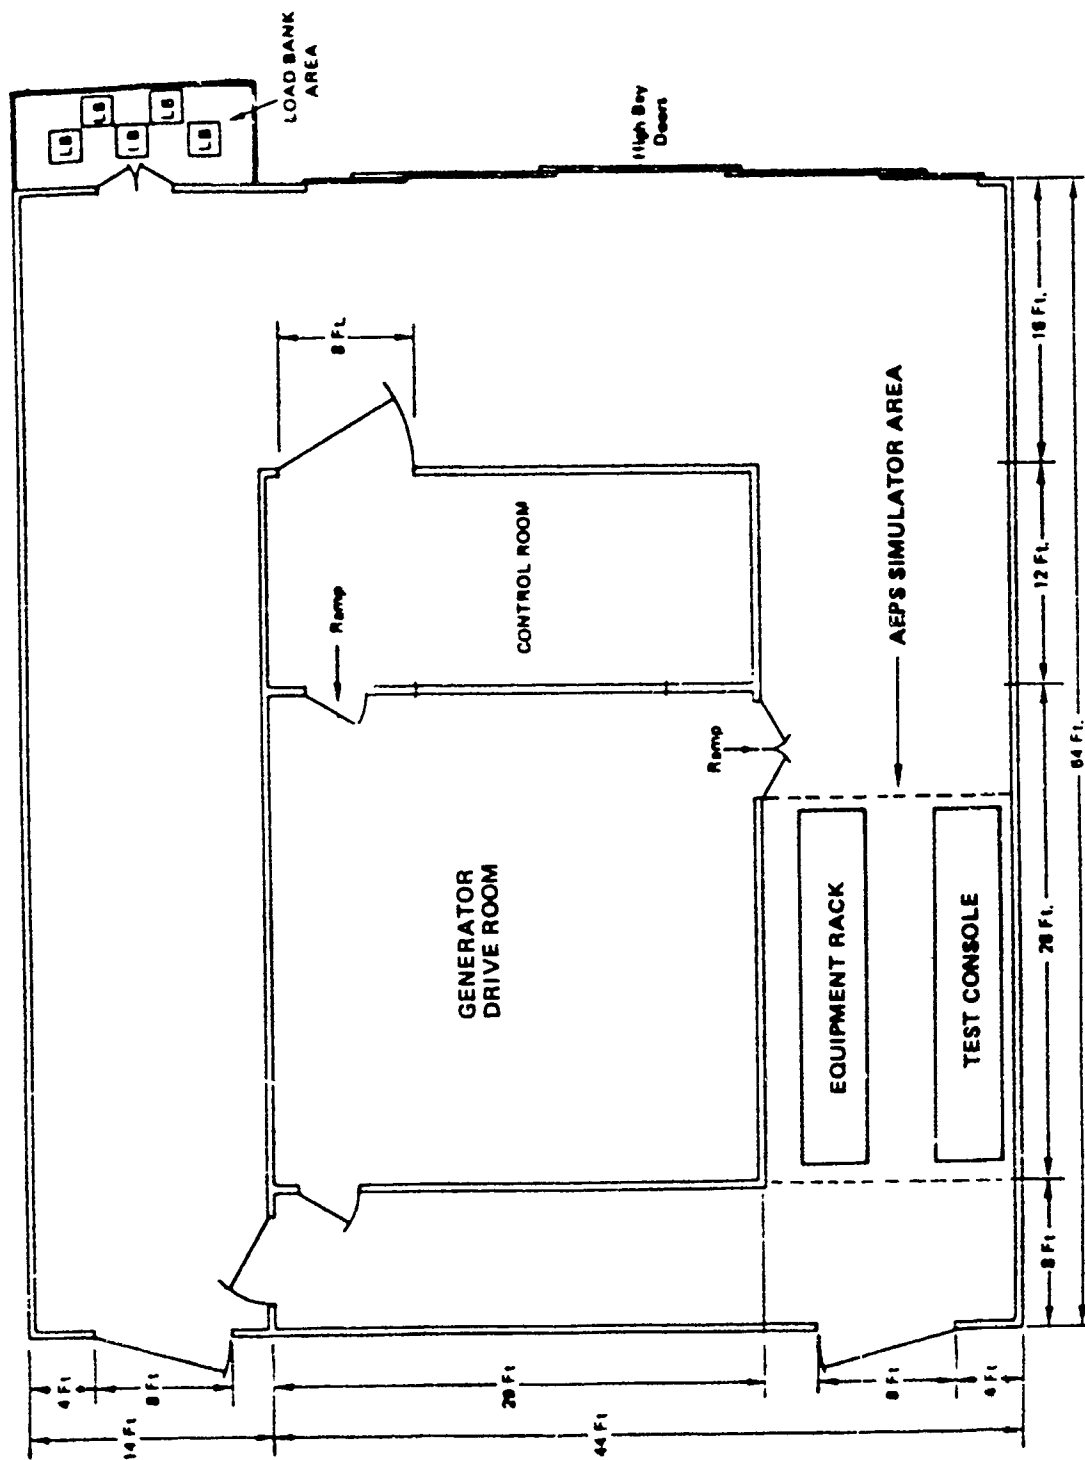 14 Ft
44 Ft
4 Ft
8 Ft
29 Ft
8 Ft
4 Ft
GENERATOR
DRIVE ROOM
EQUIPMENT RACK
TEST CONSOLE
Ramp
Ramp
CONTROL ROOM
AEPS SIMULATOR AREA
8 Ft.
LB
LB
LB
LB
LB
LOAD BANK
AREA
High Bay
Doors
8 Ft
28 Ft.
12 Ft.
16 Ft.
64 Ft.